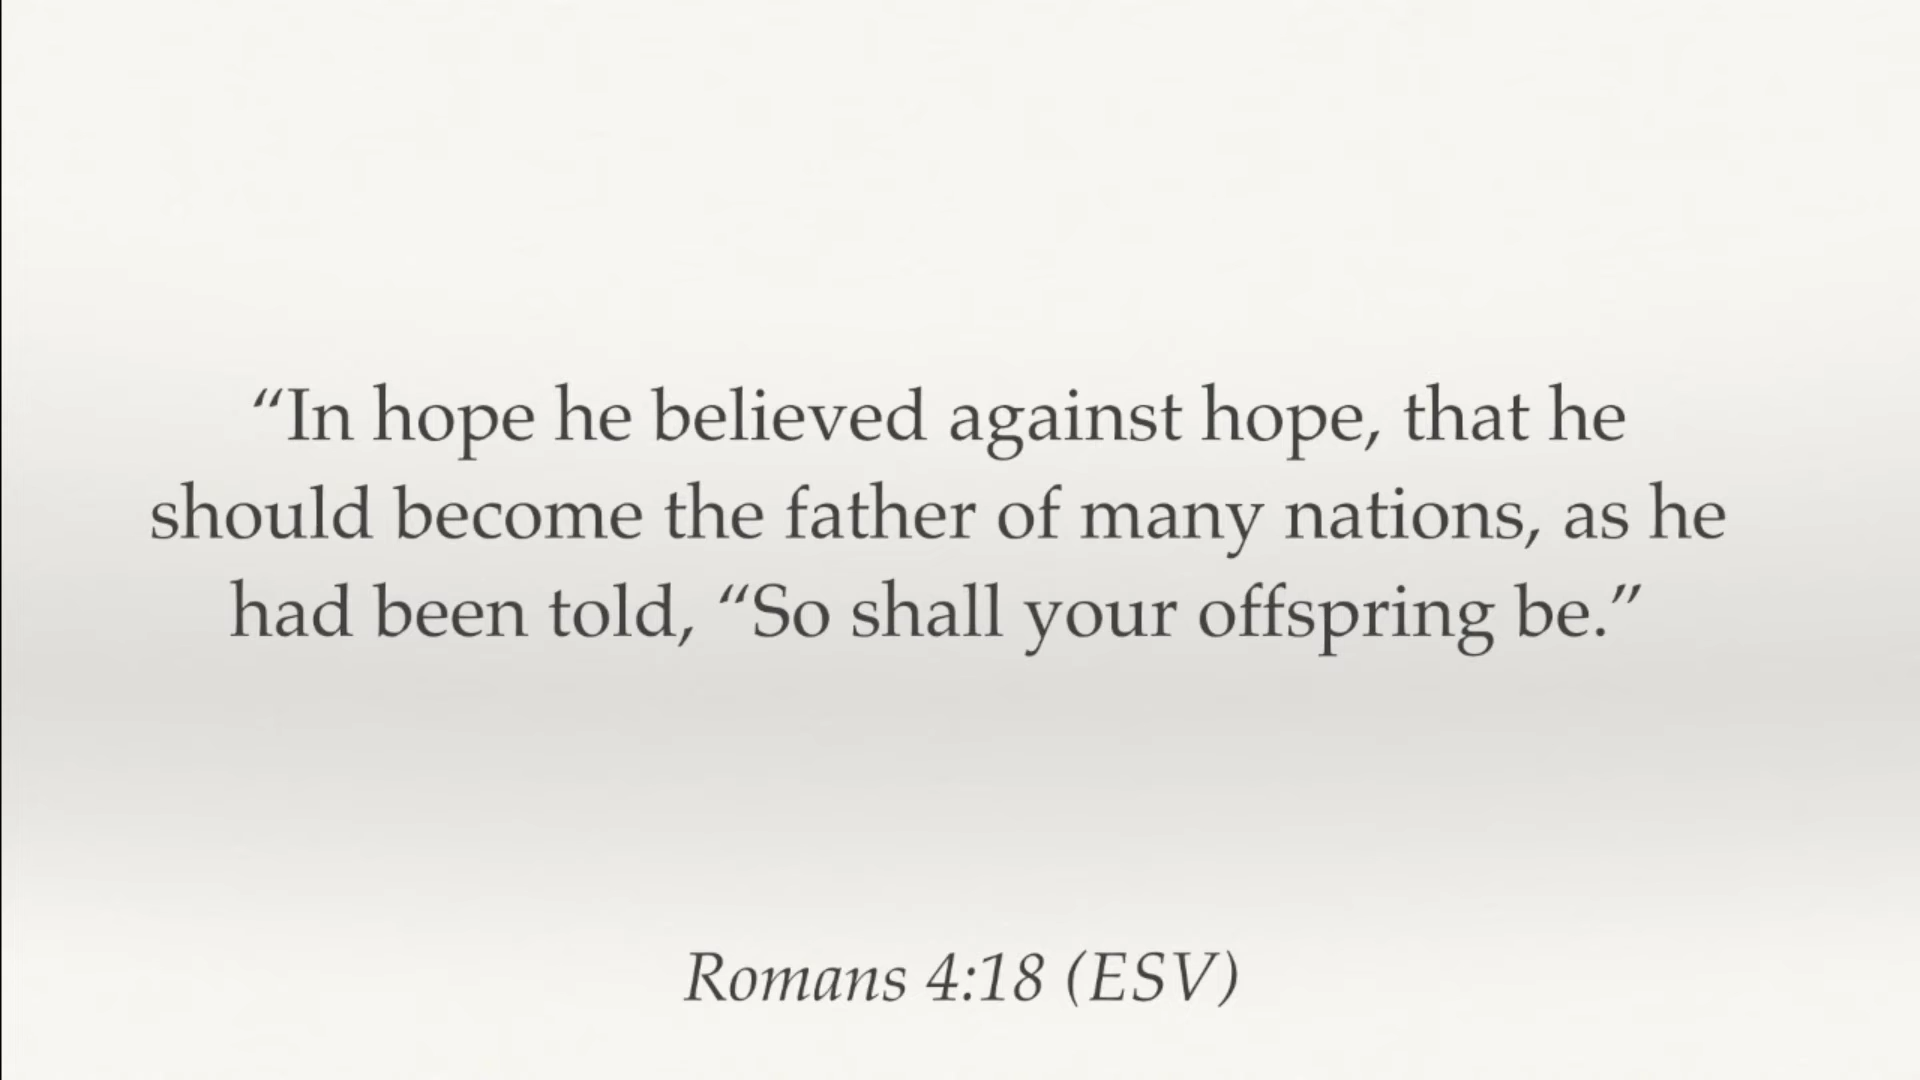 “In hope he believed against hope, that he
should become the father of many nations, as he
had been told, “So shall your offspring be.”
Romans 4:18 (ESV)